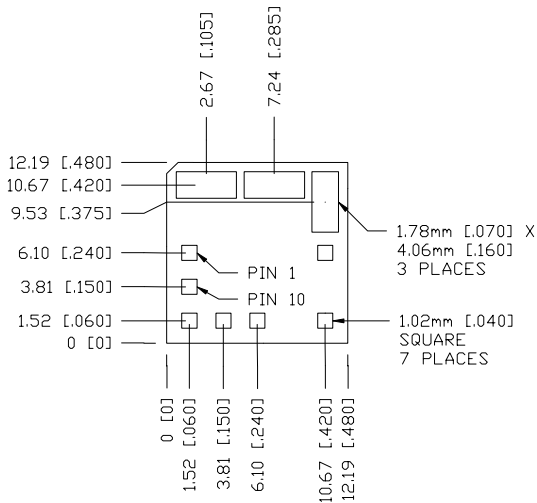 2.67 [.105]
7.24 [.285]
12.19 [.480]
10.67 [.420]
9.53 [.375]
6.10 [.240]
3.81 [.150]
1.52 [.060]
0 [0]
PIN 1
PIN 10
1.78mm [.070] X
4.06mm [.160]
3 PLACES
1.02mm [.040]
SQUARE
7 PLACES
0 [0]
1.52 [.060]
3.81 [.150]
6.10 [.240]
10.67 [.420]
12.19 [.480]